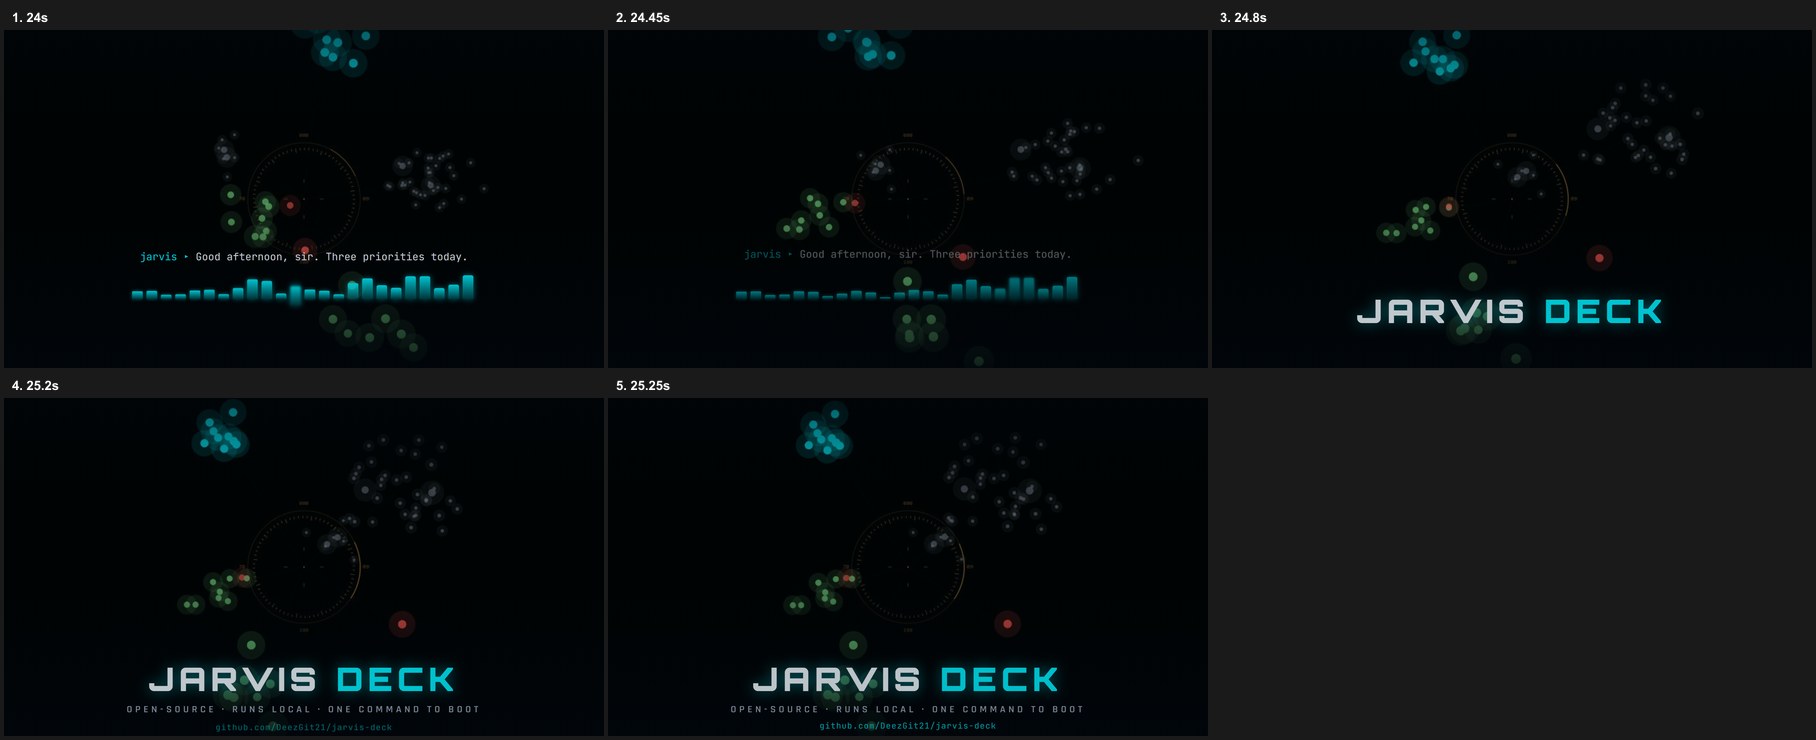 1. 24s
2. 24.45s
3. 24.8s
jarvis ▸ Good afternoon, sir. Three priorities today.
jarvis ▸ Good afternoon, sir. Three priorities today.
JARVIS DECK
4. 25.2s
5. 25.25s
JARVIS DECK
OPEN-SOURCE · RUNS LOCAL · ONE COMMAND TO BOOT
github.com/DeezGit21/jarvis-deck
JARVIS DECK
OPEN-SOURCE · RUNS LOCAL · ONE COMMAND TO BOOT
github.com/DeezGit21/jarvis-deck